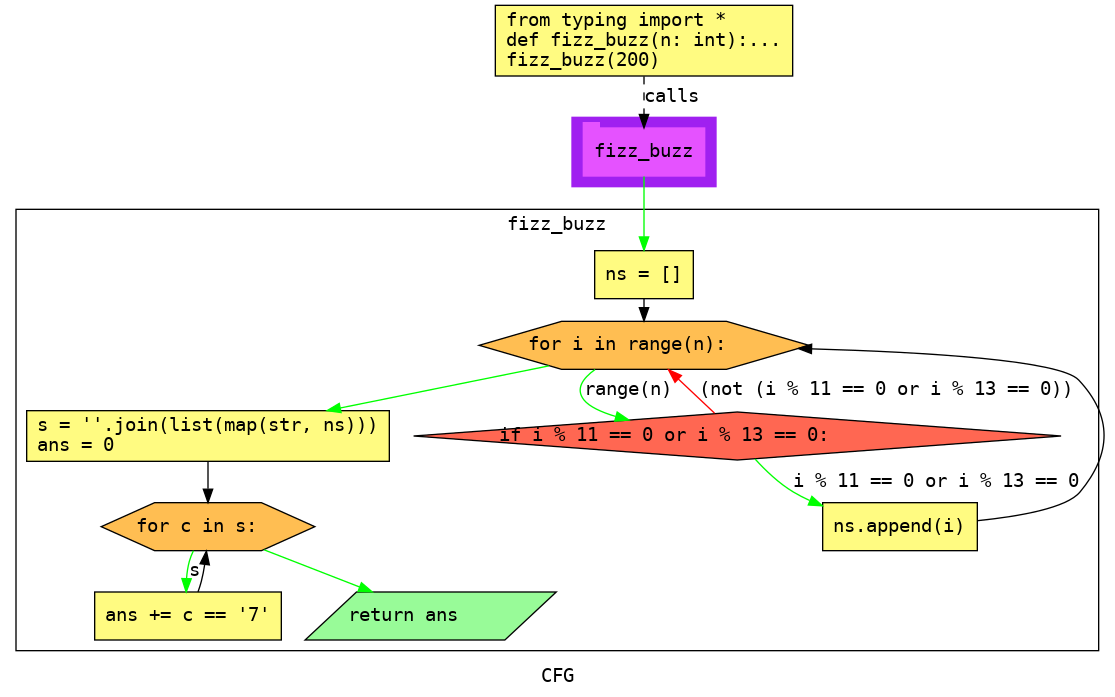 from typing import *
def fizz_buzz(n: int):...
fizz_buzz(200)
calls
fizz_buzz
fizz_buzz
ns = []
for i in range(n):
range(n)
(not (i % 11 == 0 or i % 13 == 0))
s = ''.join(list(map(str, ns)))
ans = 0
if i % 11 == 0 or i % 13 == 0:
i % 11 == 0 or i % 13 == 0
for c in s:
ns.append(i)
s
ans += c == '7'
return ans
CFG